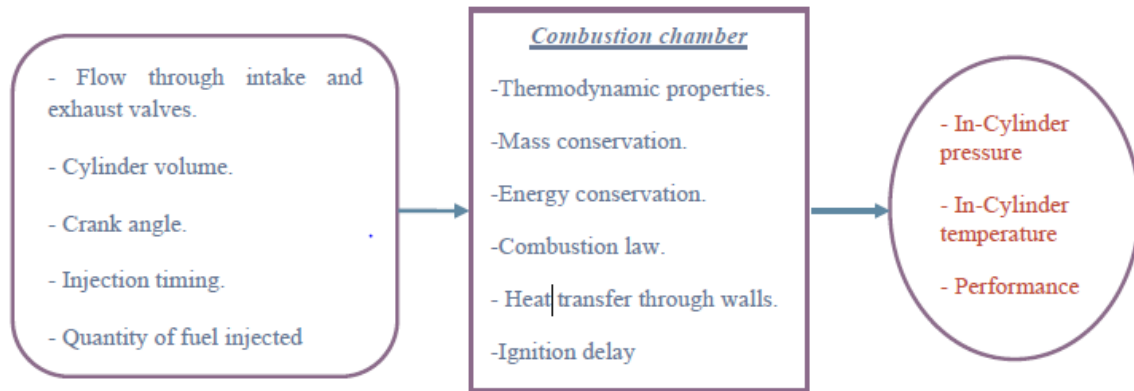 - Flow through intake and
exhaust valves.
- Cylinder volume.
- Crank angle.
- Injection timing.
- Quantity of fuel injected
Combustion chamber
-Thermodynamic properties.
-Mass conservation.
-Energy conservation.
-Combustion law.
- Heat transfer through walls.
-Ignition delay
- In-Cylinder
pressure
- In-Cylinder
temperature
- Performance